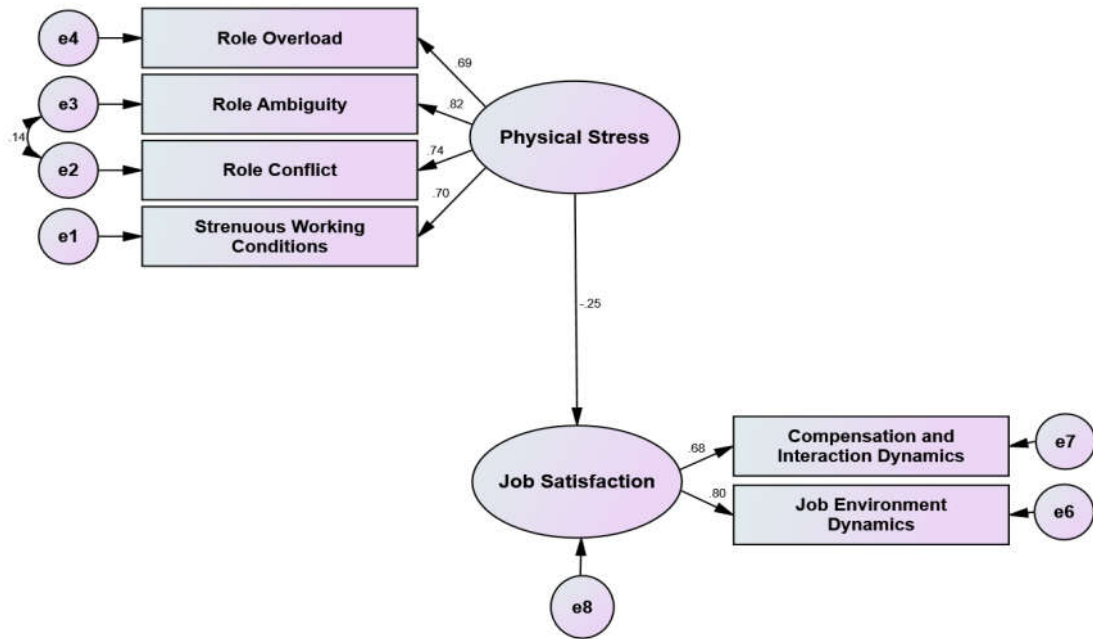 e4
Role Overload
.69
e3
Role Ambiguity
.82
Physical Stress
.14
e2
Role Conflict
.74
.70
e1
Strenuous Working
Conditions
-.25
Compensation and
Interaction Dynamics
e7
.68
Job Satisfaction
.80
Job Environment
Dynamics
e6
e8